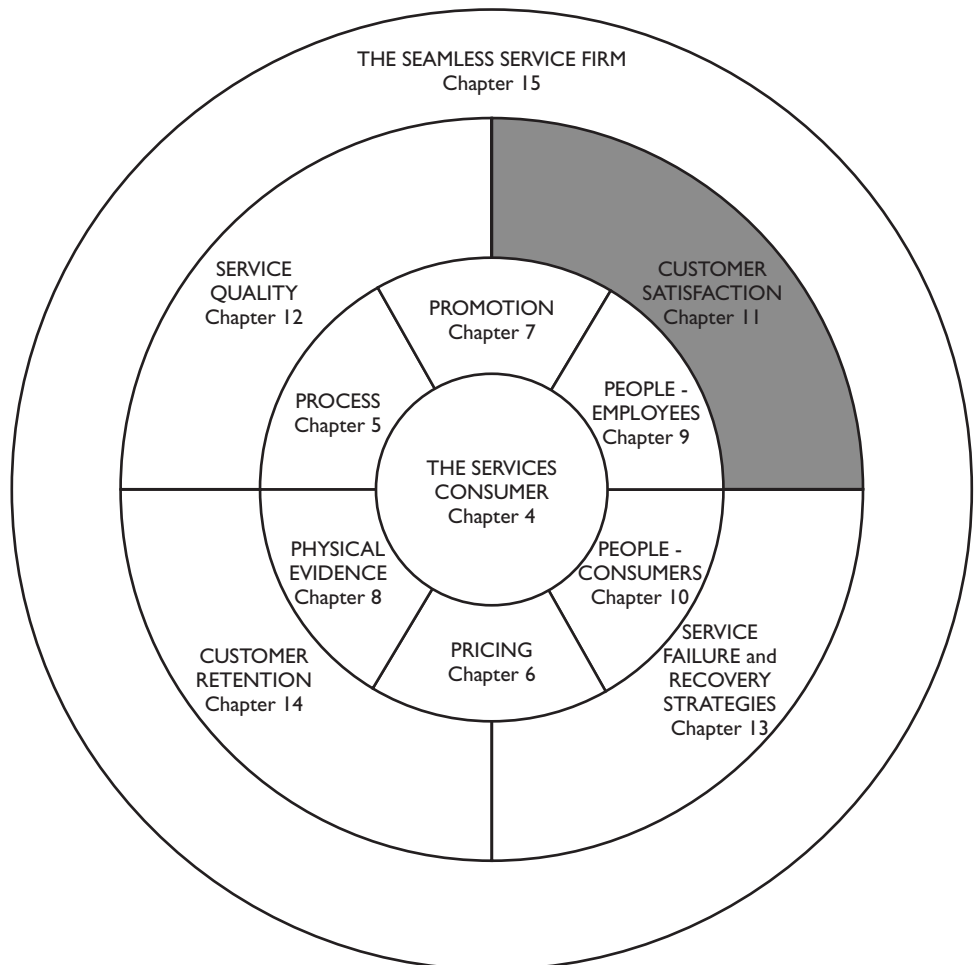 THE SEAMLESS SERVICE FIRM
Chapter 15
SERVICE
QUALITY
Chapter 12
CUSTOMER
SATISFACTION
Chapter 11
PROMOTION
Chapter 7
PROCESS
Chapter 5
PEOPLE -
EMPLOYEES
Chapter 9
THE SERVICES
CONSUMER
Chapter 4
PHYSICAL
EVIDENCE
Chapter 8
PEOPLE -
CONSUMERS
Chapter 10
PRICING
Chapter 6
CUSTOMER
RETENTION
Chapter 14
SERVICE
FAILURE and
RECOVERY
STRATEGIES
Chapter 13